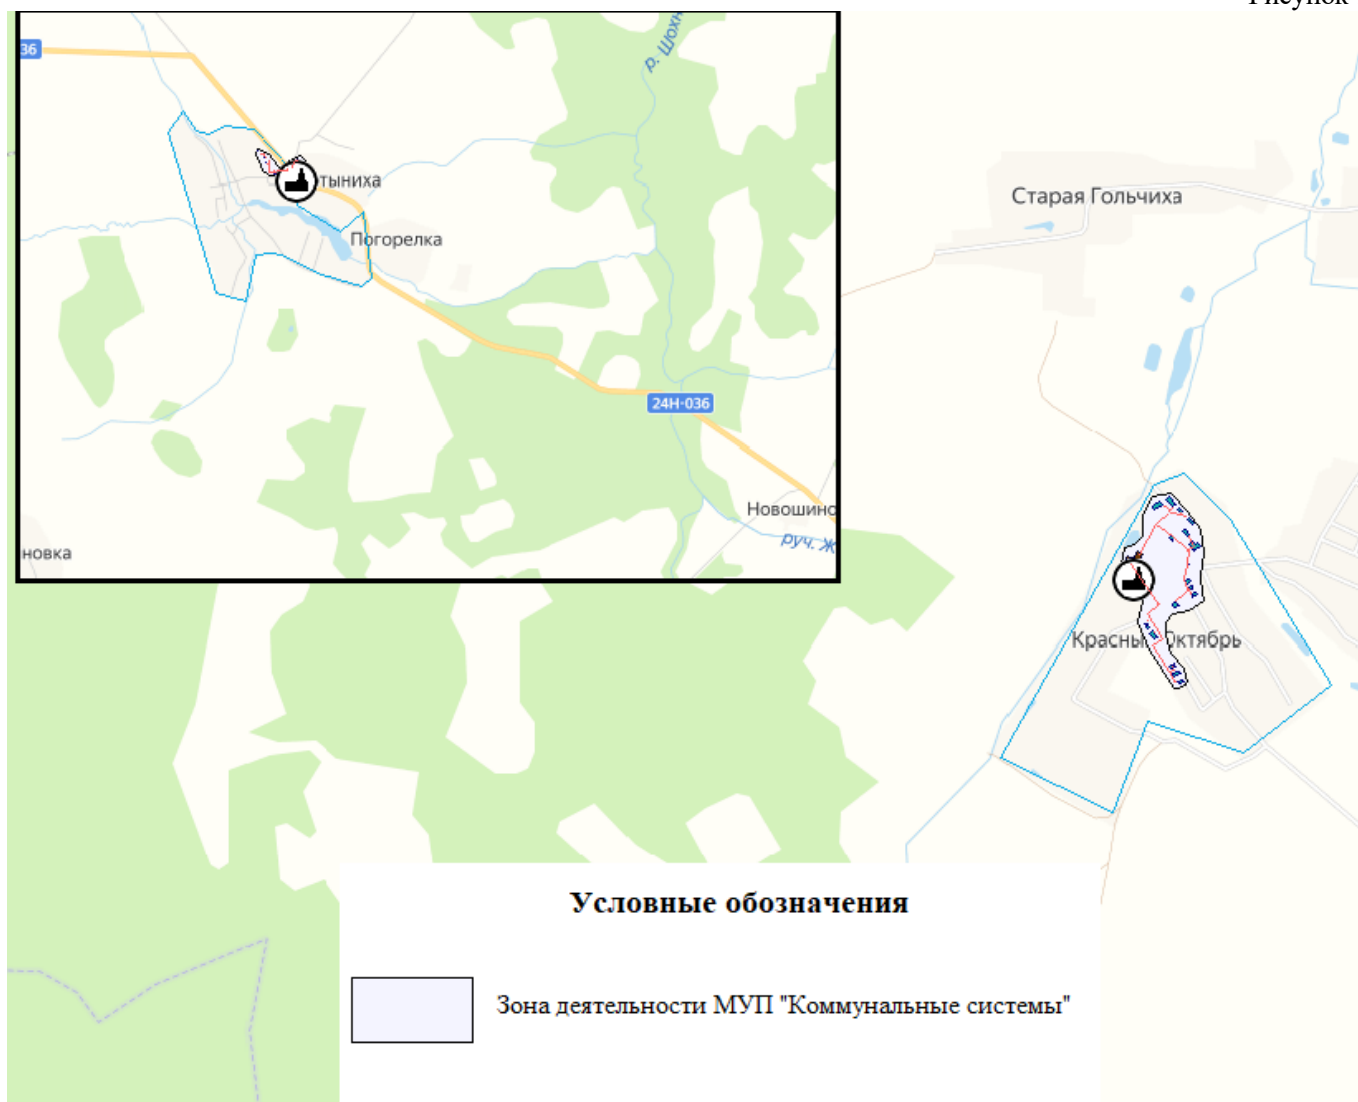 Рисунок
36
р. Шохн
тыниха
Погорелка
24Н-036
Новошино
руч. Ж
новка
Старая Гольчиха
Красный Октябрь
Условные обозначения
Зона деятельности МУП "Коммунальные системы"